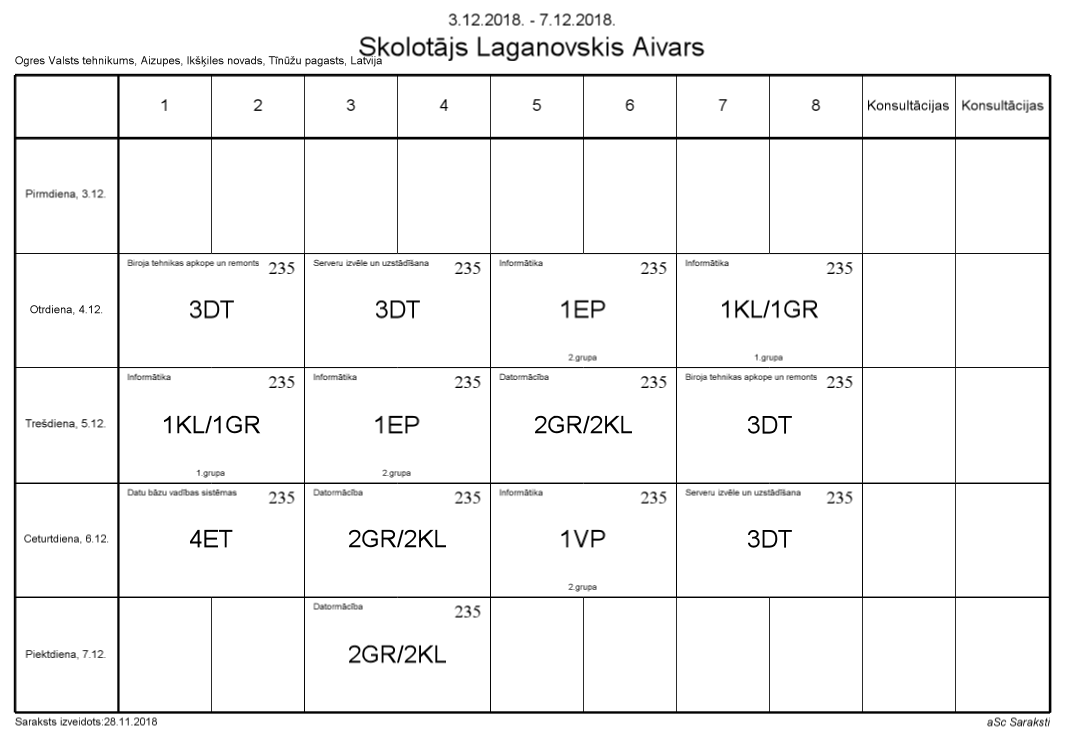 3.12.2018. - 7.12.2018.
Skolotājs Laganovskis Aivars
Ogres Valsts tehnikums, Aizupes, Ikšķiles novads, Tīnūžu pagasts, Latvija
1 2 3 4 5 6 7 8 Konsultācijas Konsultācijas
Pirmdiena, 3.12.
Biroja tehnikas apkope un remonts 235 Serveru izvēle un uzstādīšana 235 Informātika 235 Informātika 235
Otrdiena, 4.12. 3DT 3DT 1EP 1KL/1GR
2.grupa 1.grupa
Informātika 235 Informātika 235 Datormācība 235 Biroja tehnikas apkope un remonts 235
Trešdiena, 5.12. 1KL/1GR 1EP 2GR/2KL 3DT
1.grupa 2.grupa
Datu bāzu vadības sistēmas 235 Datormācība 235 Informātika 235 Serveru izvēle un uzstādīšana 235
Ceturtdiena, 6.12. 4ET 2GR/2KL 1VP 3DT
2.grupa
Datormācība 235
Piektdiena, 7.12. 2GR/2KL
Saraksts izveidots:28.11.2018 aSc Saraksti